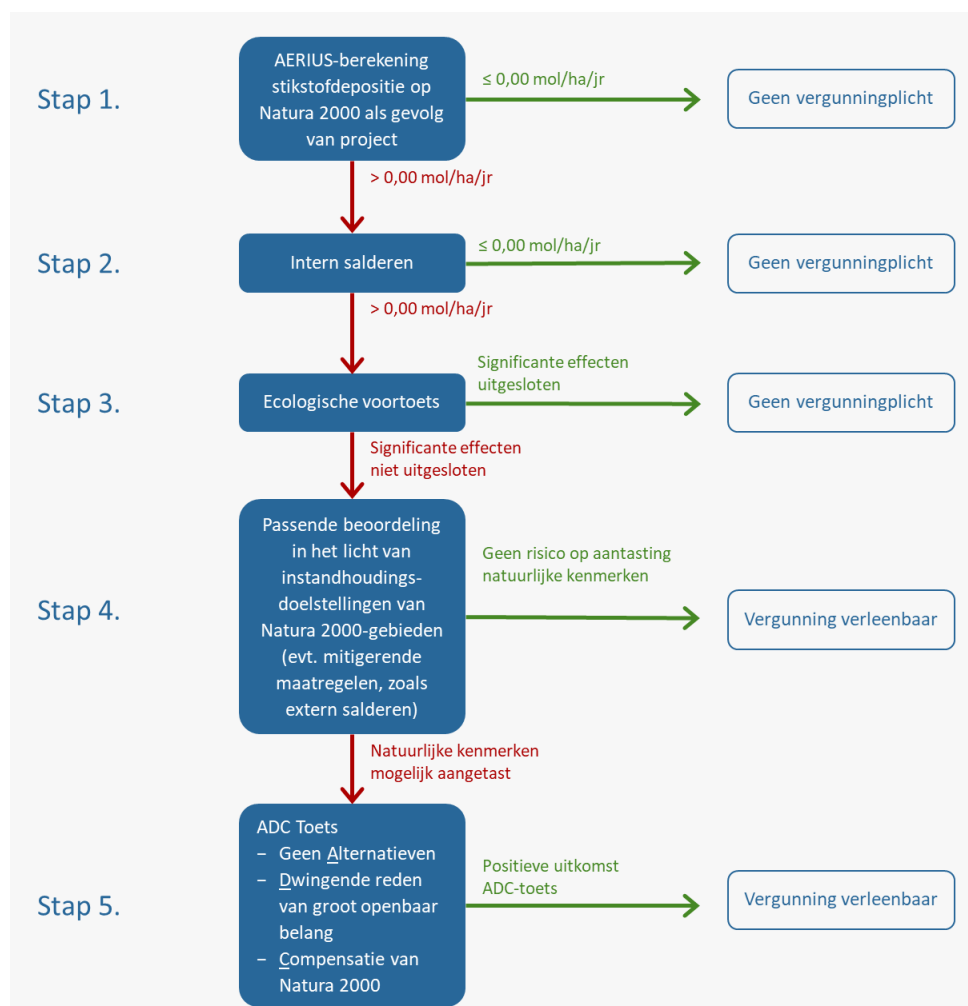 Stap 1.
AERIUS-berekening
stikstofdepositie op
Natura 2000 als gevolg
van project
≤ 0,00 mol/ha/jr
Geen vergunningplicht
> 0,00 mol/ha/jr
Stap 2.
Intern salderen
≤ 0,00 mol/ha/jr
Geen vergunningplicht
> 0,00 mol/ha/jr
Stap 3.
Ecologische voortoets
Significante effecten
uitgesloten
Geen vergunningplicht
Significante effecten
niet uitgesloten
Stap 4.
Passende beoordeling
in het licht van
instandhoudings-
doelstellingen van
Natura 2000-gebieden
(evt. mitigerende
maatregelen, zoals
extern salderen)
Geen risico op aantasting
natuurlijke kenmerken
Vergunning verleenbaar
Natuurlijke kenmerken
mogelijk aangetast
Stap 5.
ADC Toets
– Geen Alternatieven
– Dwingende reden
van groot openbaar
belang
– Compensatie van
Natura 2000
Positieve uitkomst
ADC-toets
Vergunning verleenbaar